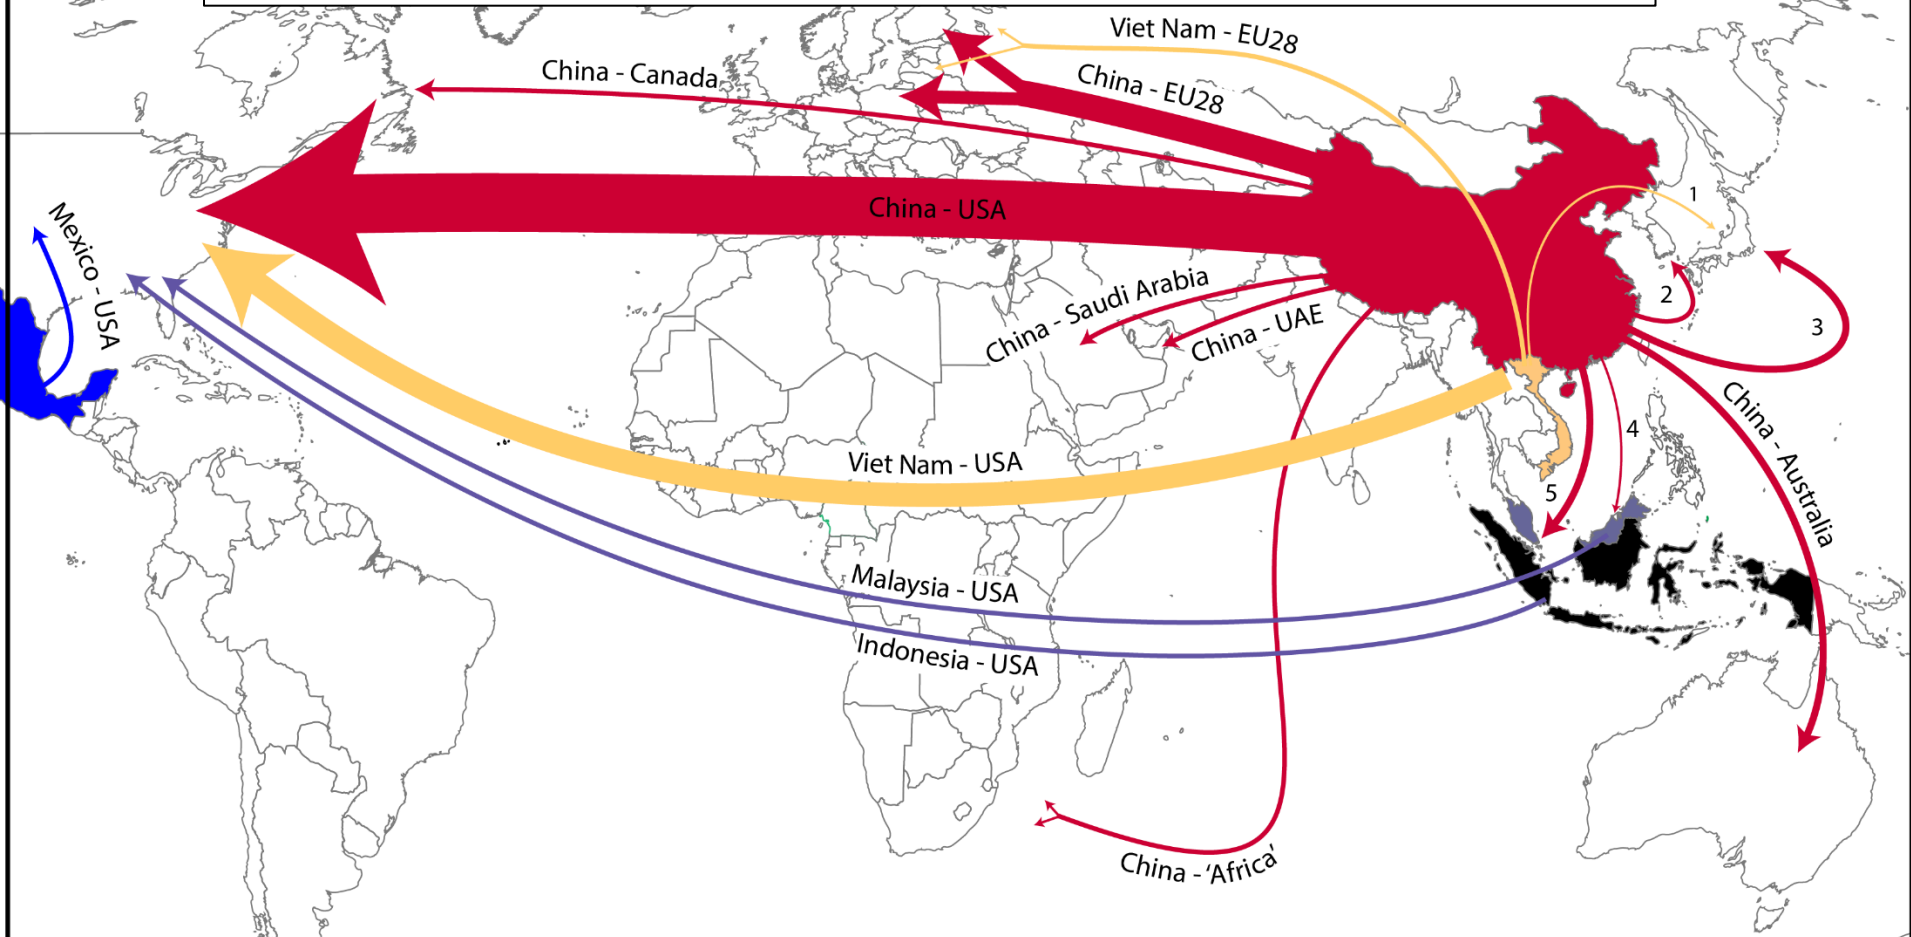 Viet Nam - EU28
China - Canada
China - EU28
1
China - USA
Mexico - USA
China - Saudi Arabia
2
China - UAE
3
China - Australia
4
Viet Nam - USA
5
Malaysia - USA
Indonesia - USA
China - ‘Africa’